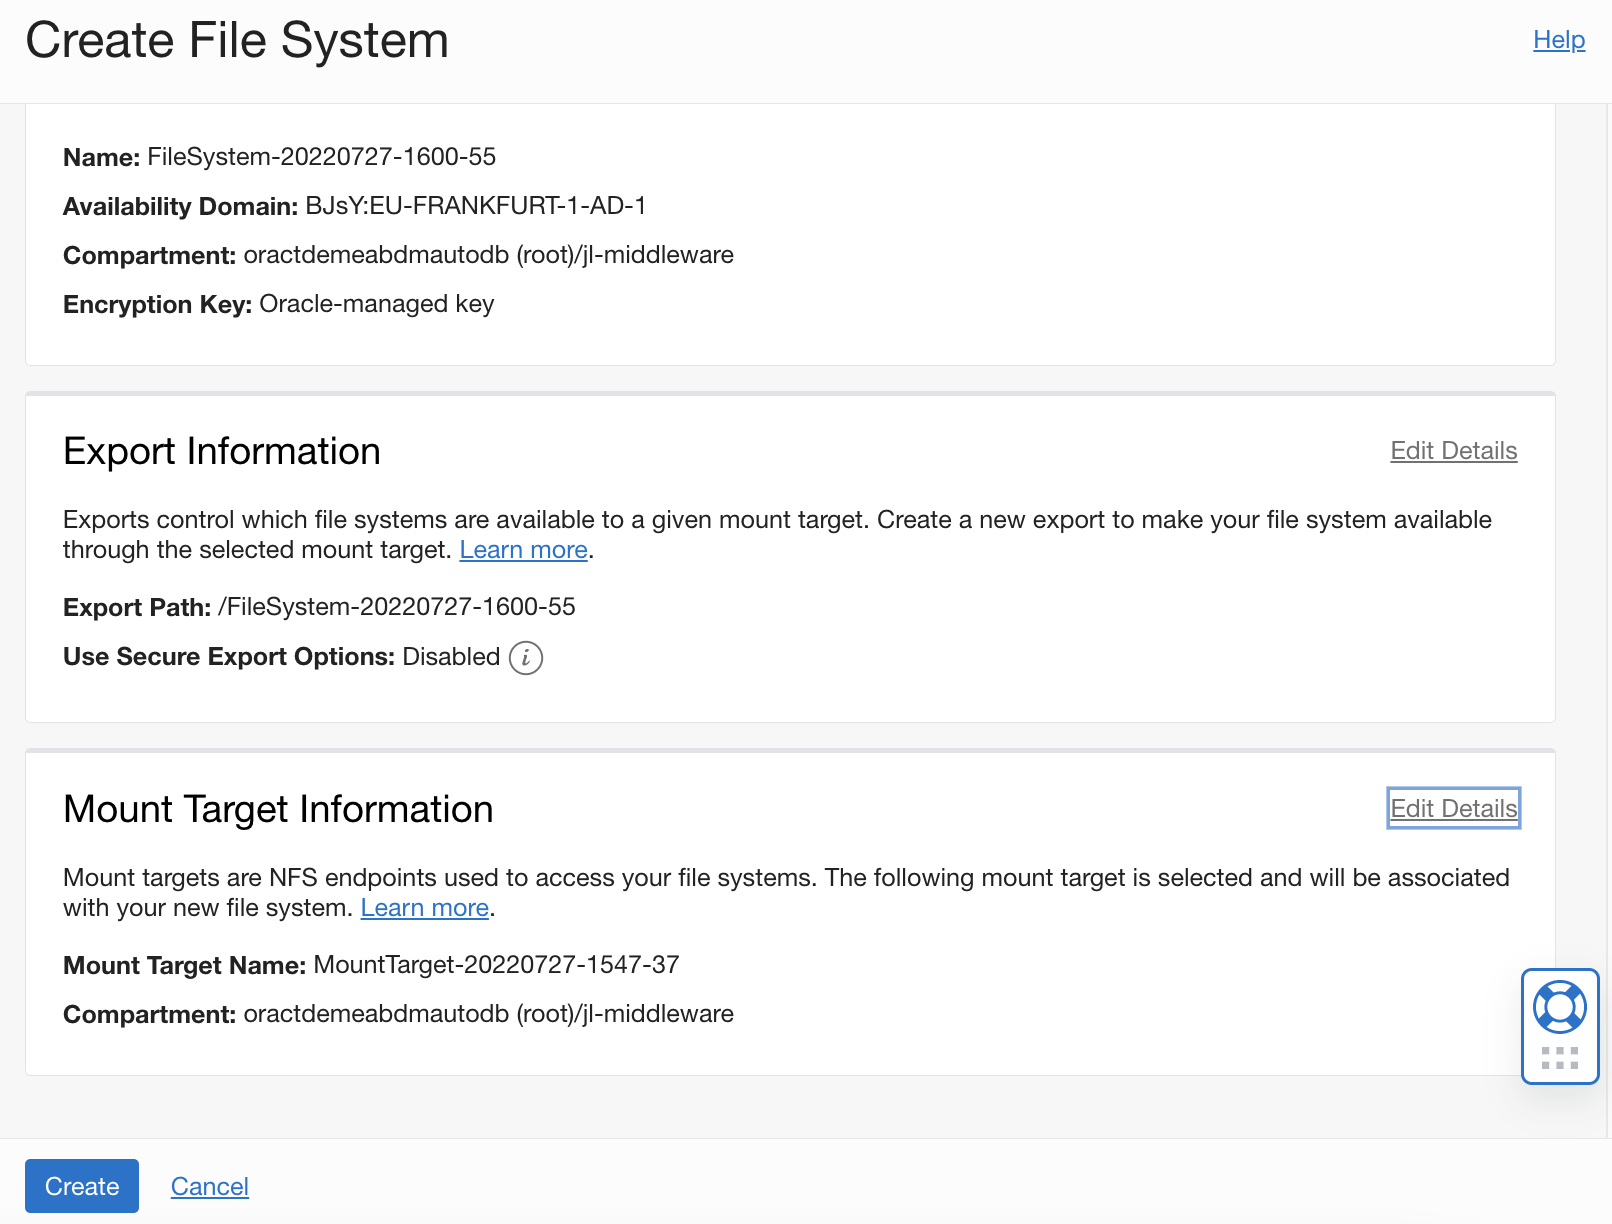 Create File System
Help
Name: FileSystem-20220727-1600-55
Availability Domain: BJsY:EU-FRANKFURT-1-AD-1
Compartment: oractdemeabdmautodb (root)/jl-middleware
Encryption Key: Oracle-managed key
Export Information
Edit Details
Exports control which file systems are available to a given mount target. Create a new export to make your file system available
through the selected mount target. Learn more.
Export Path: /FileSystem-20220727-1600-55
Use Secure Export Options: Disabled i
Mount Target Information
Edit Details
Mount targets are NFS endpoints used to access your file systems. The following mount target is selected and will be associated
with your new file system. Learn more.
Mount Target Name: MountTarget-20220727-1547-37
Compartment: oractdemeabdmautodb (root)/jl-middleware
Create
Cancel